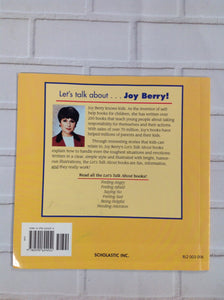 Let's talk about . . . Joy Berry!
Joy Berry knows kids. As the inventor of self-
help books for children, she has written over
250 books that teach young people about taking
responsibility for themselves and their actions.
With sales of over 70 million, Joy's books have
helped millions of parents and their kids.
Through interesting stories that kids can
relate to, Joy Berry's Let's Talk About books
explain how to handle even the toughest situations and emotions.
written in a clear, simple style and illustrated with bright, humor-
ous illustrations, the Let's Talk About books are fun, and
they really work!
Read all the Let's Talk About books!
Feeling Angry
Feeling Afraid
Saying No
Feeling Sad
Being Helpful
Needing Attention
SCHOLASTIC INC.